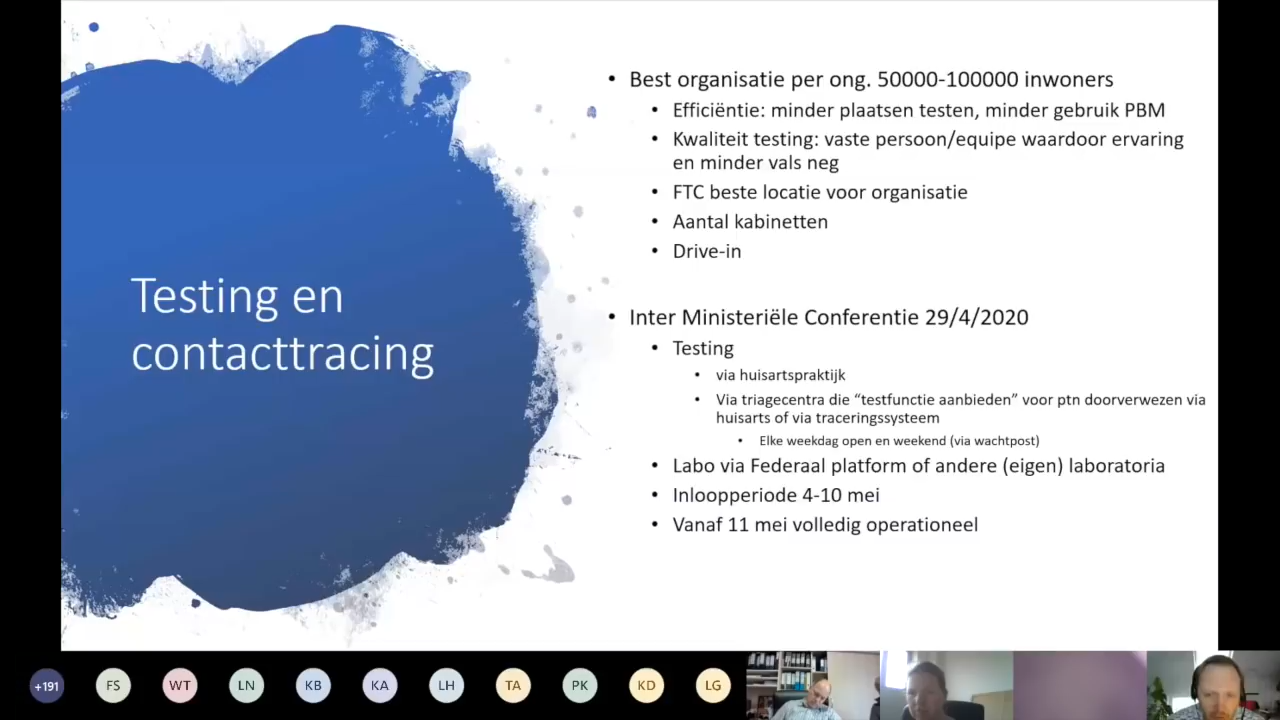 Testing en
contacttracing
Best organisatie per ong. 50000-100000 inwoners
Efficiëntie: minder plaatsen testen, minder gebruik PBM
Kwaliteit testing: vaste persoon/equipe waardoor ervaring
en minder vals neg
FTC beste locatie voor organisatie
Aantal kabinetten
Drive-in
Inter Ministeriële Conferentie 29/4/2020
Testing
via huisartspraktijk
Via triagecentra die “testfunctie aanbieden” voor ptn doorverwezen via
huisarts of via traceringssysteem
Elke weekdag open en weekend (via wachtpost)
Labo via Federaal platform of andere (eigen) laboratoria
Inloopperiode 4-10 mei
Vanaf 11 mei volledig operationeel
+191 FS WT LN KB KA LH TA PK KD LG